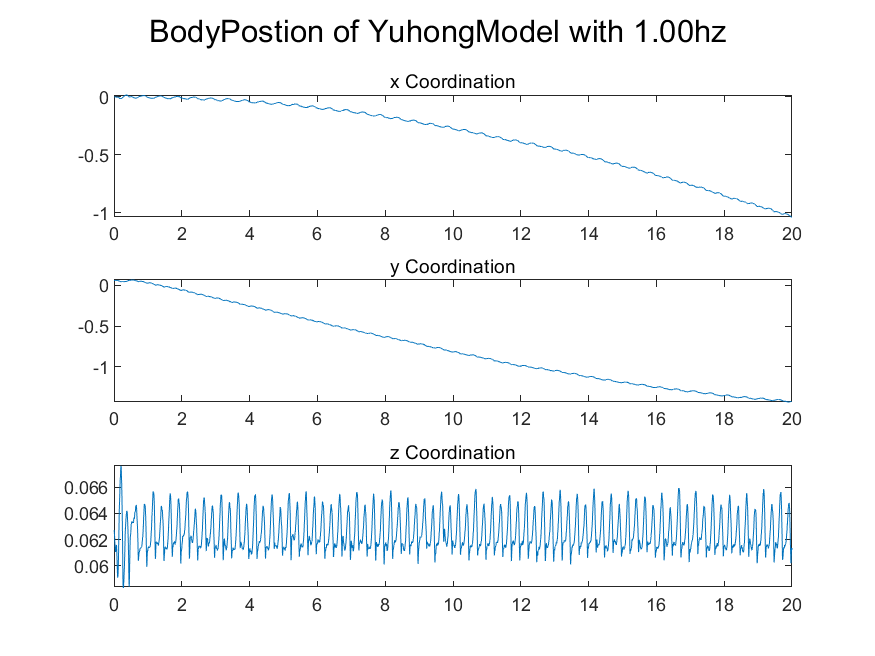 BodyPostion of YuhongModel with 1.00hz
x Coordination
0
-0.5
-1
0 2 4 6 8 10 12 14 16 18 20
y Coordination
0
-0.5
-1
0 2 4 6 8 10 12 14 16 18 20
z Coordination
0.066
0.064
0.062
0.06
0 2 4 6 8 10 12 14 16 18 20